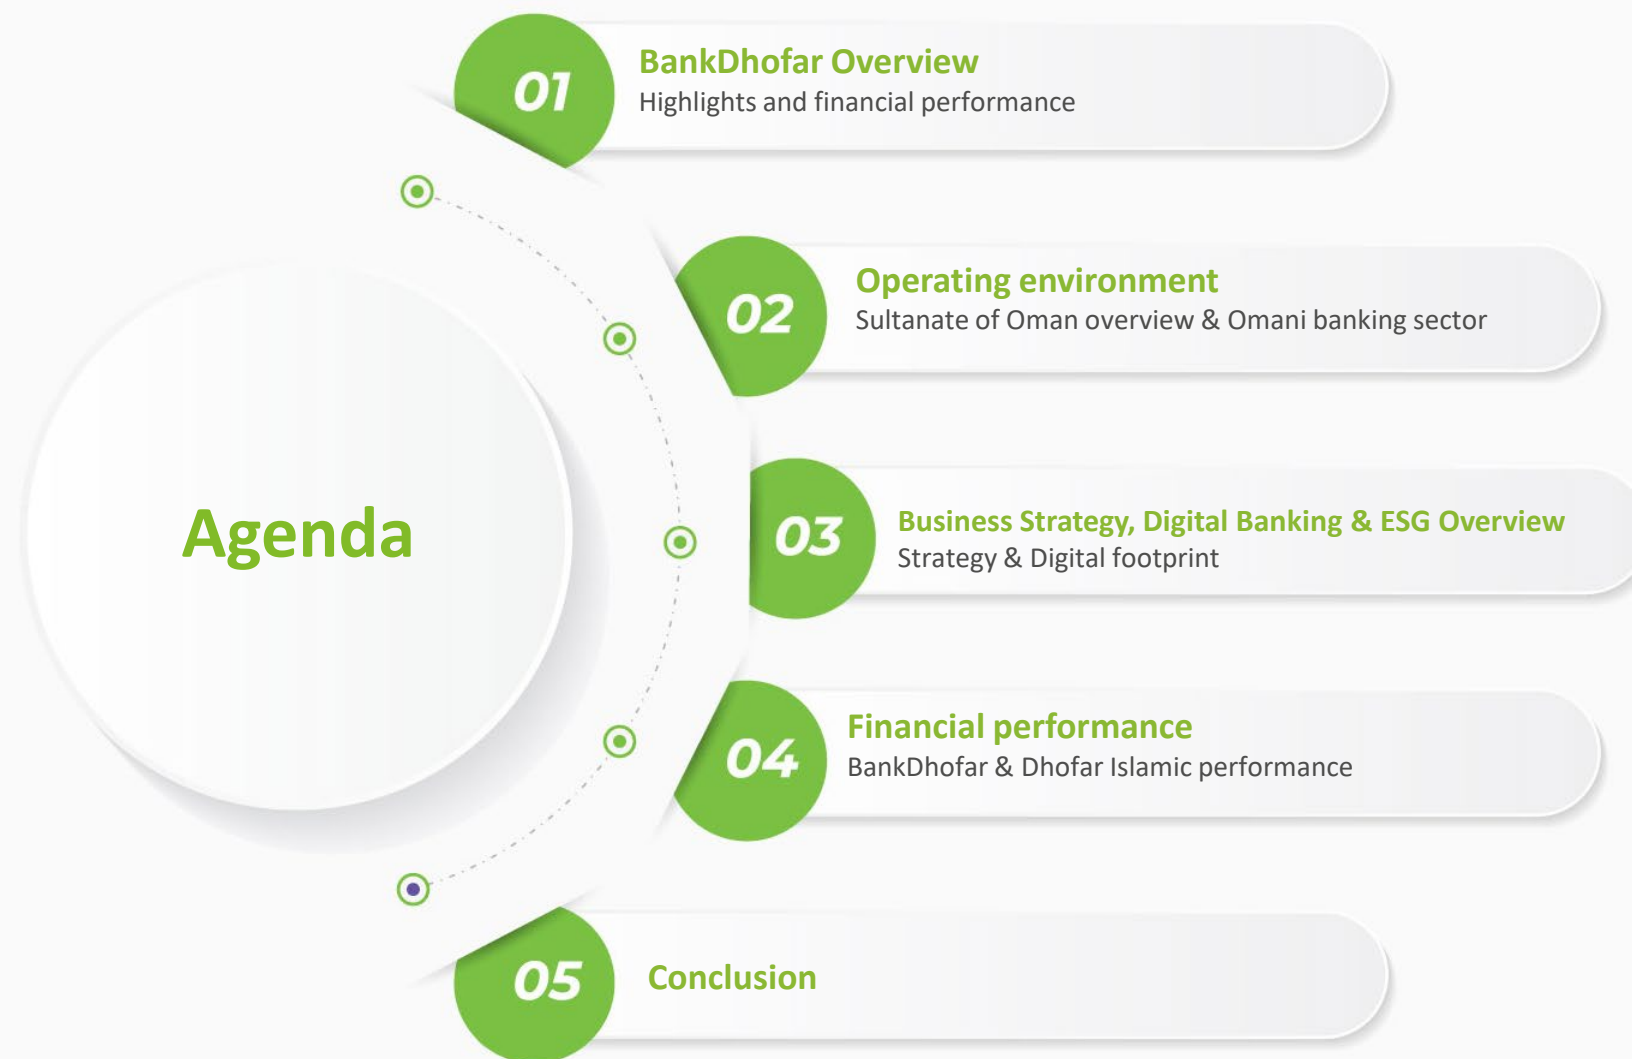 Agenda
01
BankDhofar Overview
Highlights and financial performance
02
Operating environment
Sultanate of Oman overview & Omani banking sector
03
Business Strategy, Digital Banking & ESG Overview
Strategy & Digital footprint
04
Financial performance
BankDhofar & Dhofar Islamic performance
05
Conclusion